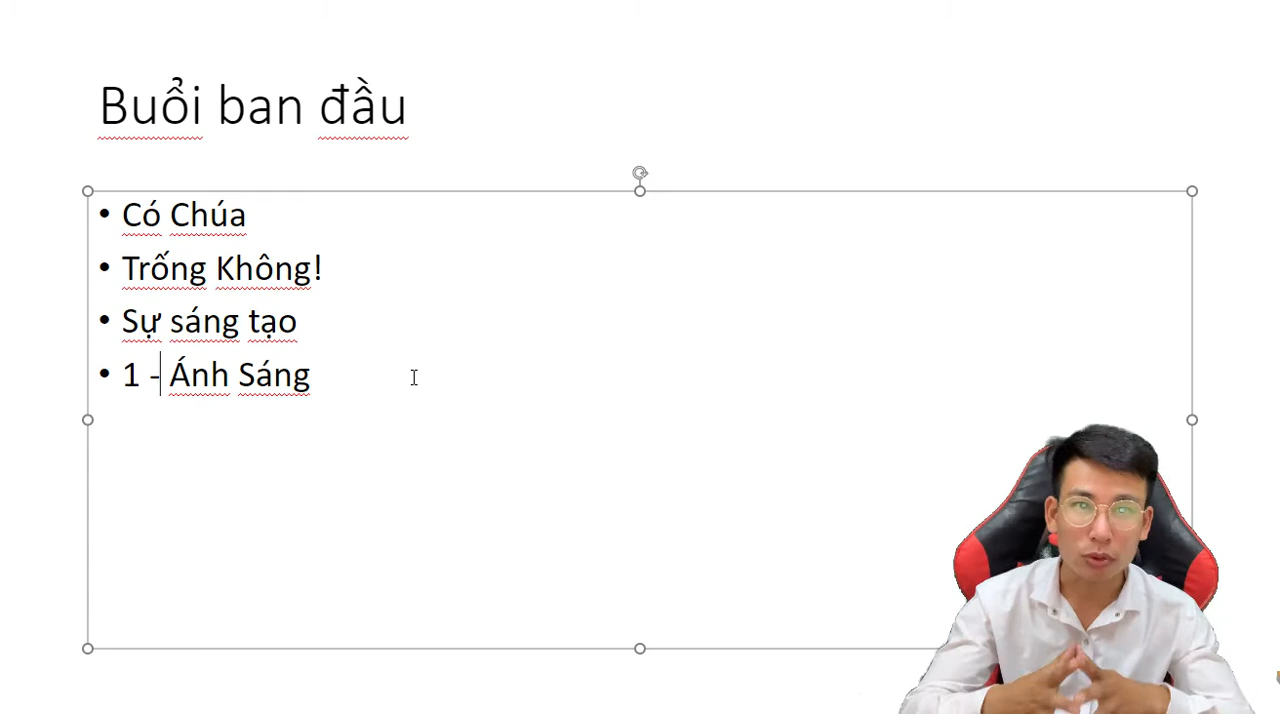 Buổi ban đầu
• Có Chúa
• Trống Không!
• Sự sáng tạo
• 1 - Ánh Sáng